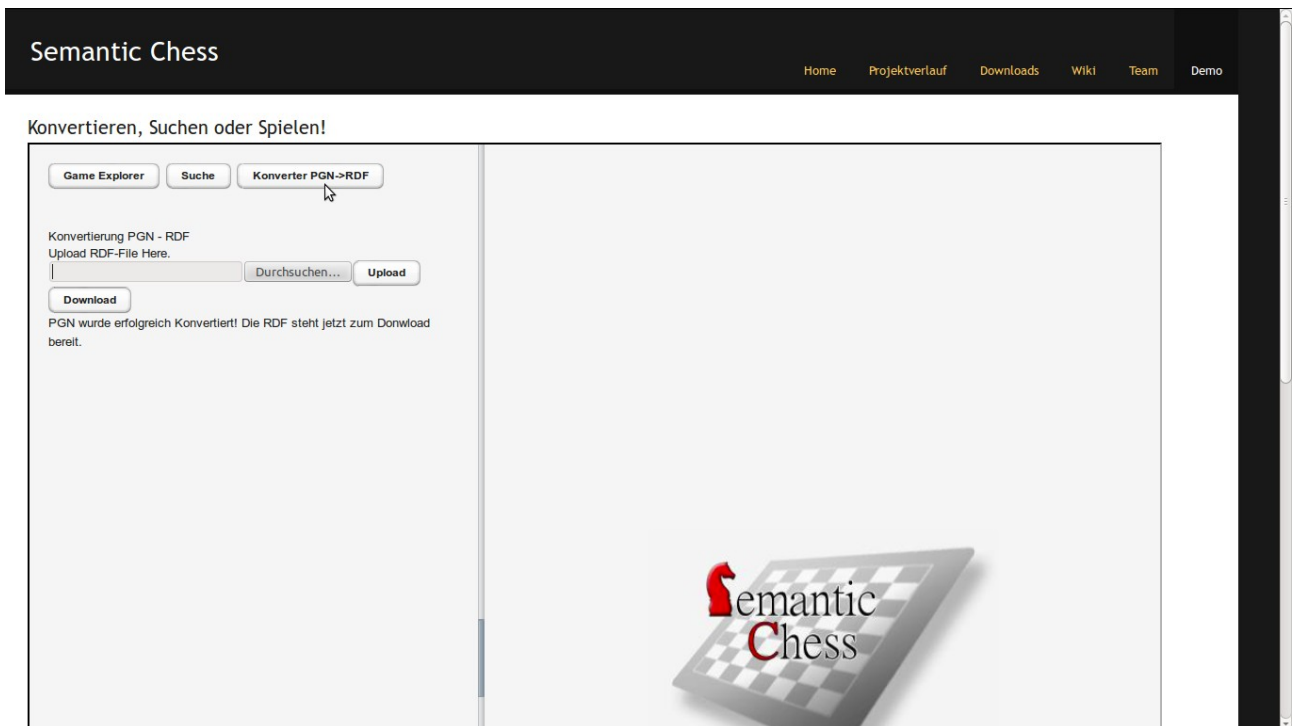 Semantic Chess
Home Projektverlauf Downloads Wiki Team Demo
Konvertieren, Suchen oder Spielen!
Game Explorer Suche Konverter PGN->RDF
Konvertierung PGN - RDF
Upload RDF-File Here.
Durchsuchen... Upload
Download
PGN wurde erfolgreich Konvertiert! Die RDF steht jetzt zum Donwload
bereit.
Semantic
Chess